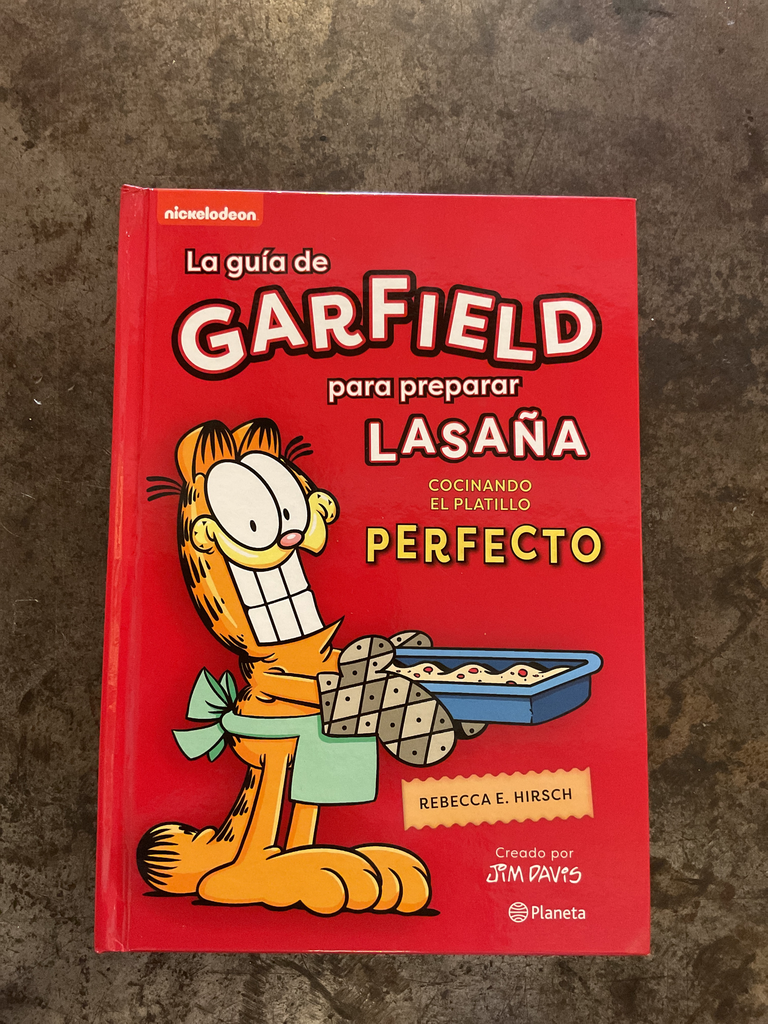 nickelodeon
La guía de
GARFIELD
para preparar
LASAÑA
COCINANDO
EL PLATILLO
PERFECTO
REBECCA E. HIRSCH
Creado por
JIM DAVIS
Planeta